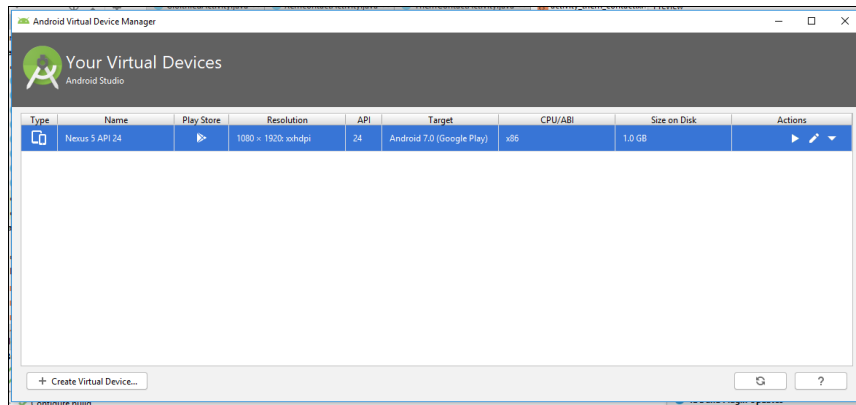 Android Virtual Device Manager
Your Virtual Devices
Android Studio
Type Name Play Store Resolution API Target CPU/ABI Size on Disk Actions
Nexus 5 API 24 1080 × 1920: xxhdpi 24 Android 7.0 (Google Play) x86 1.0 GB
+ Create Virtual Device... ?
Configure build